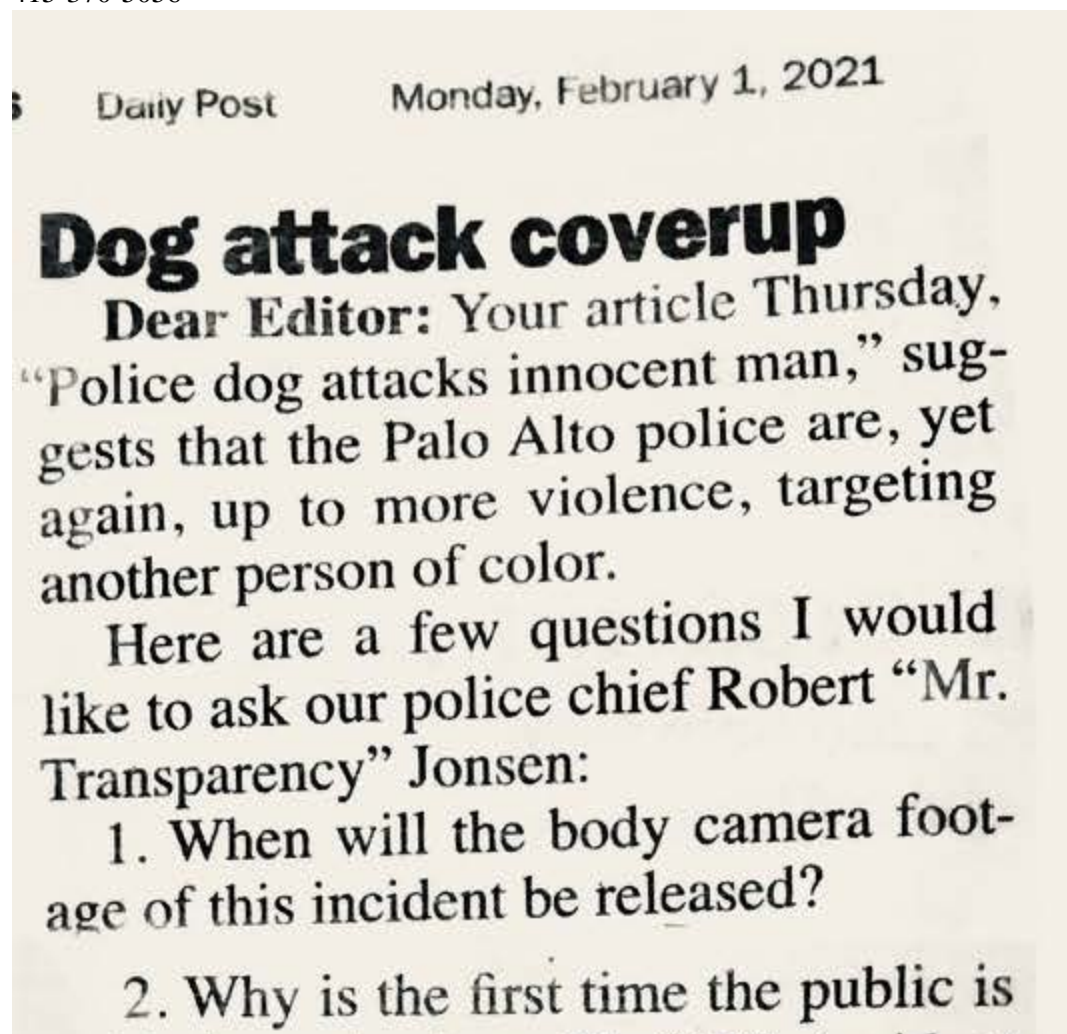 Daily Post Monday, February 1, 2021
Dog attack coverup
Dear Editor: Your article Thursday,
“Police dog attacks innocent man,” sug-
gests that the Palo Alto police are, yet
again, up to more violence, targeting
another person of color.
Here are a few questions I would
like to ask our police chief Robert “Mr.
Transparency” Jonsen:
1. When will the body camera foot-
age of this incident be released?
2. Why is the first time the public is